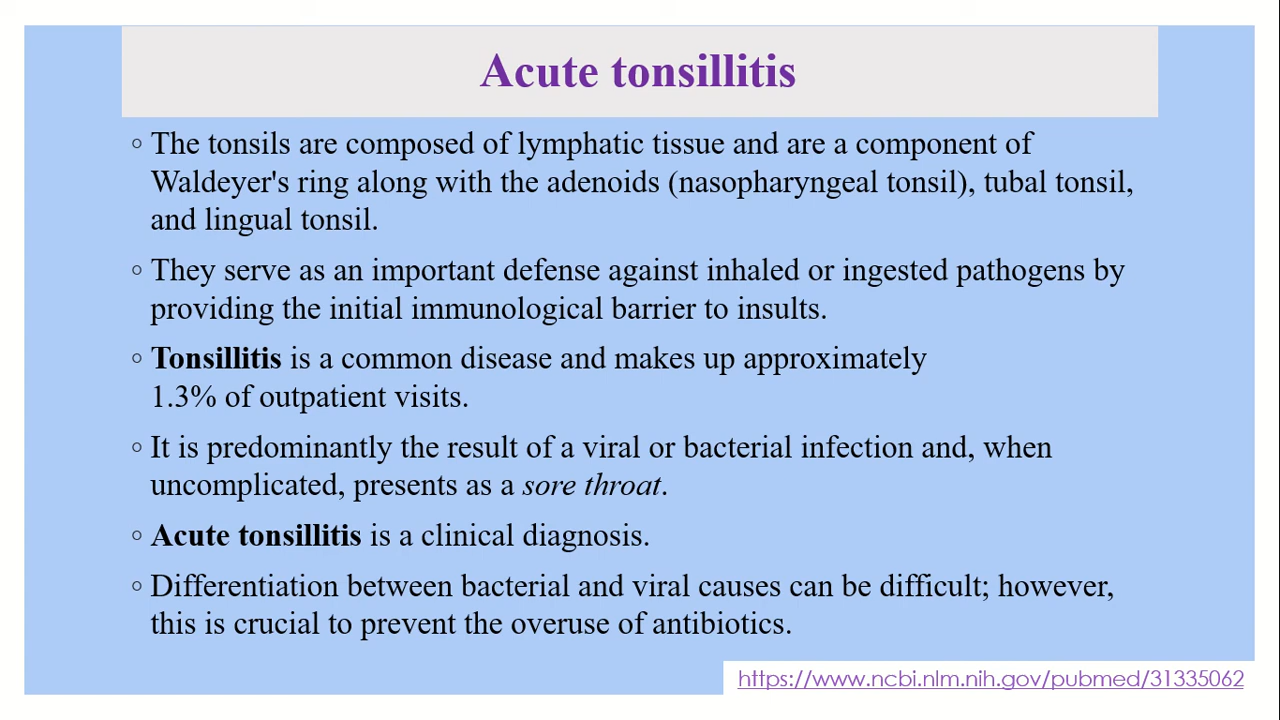 Acute tonsillitis
◦ The tonsils are composed of lymphatic tissue and are a component of
Waldeyer's ring along with the adenoids (nasopharyngeal tonsil), tubal tonsil,
and lingual tonsil.
◦ They serve as an important defense against inhaled or ingested pathogens by
providing the initial immunological barrier to insults.
◦ Tonsillitis is a common disease and makes up approximately
1.3% of outpatient visits.
◦ It is predominantly the result of a viral or bacterial infection and, when
uncomplicated, presents as a sore throat.
◦ Acute tonsillitis is a clinical diagnosis.
◦ Differentiation between bacterial and viral causes can be difficult; however,
this is crucial to prevent the overuse of antibiotics.
https://www.ncbi.nlm.nih.gov/pubmed/31335062